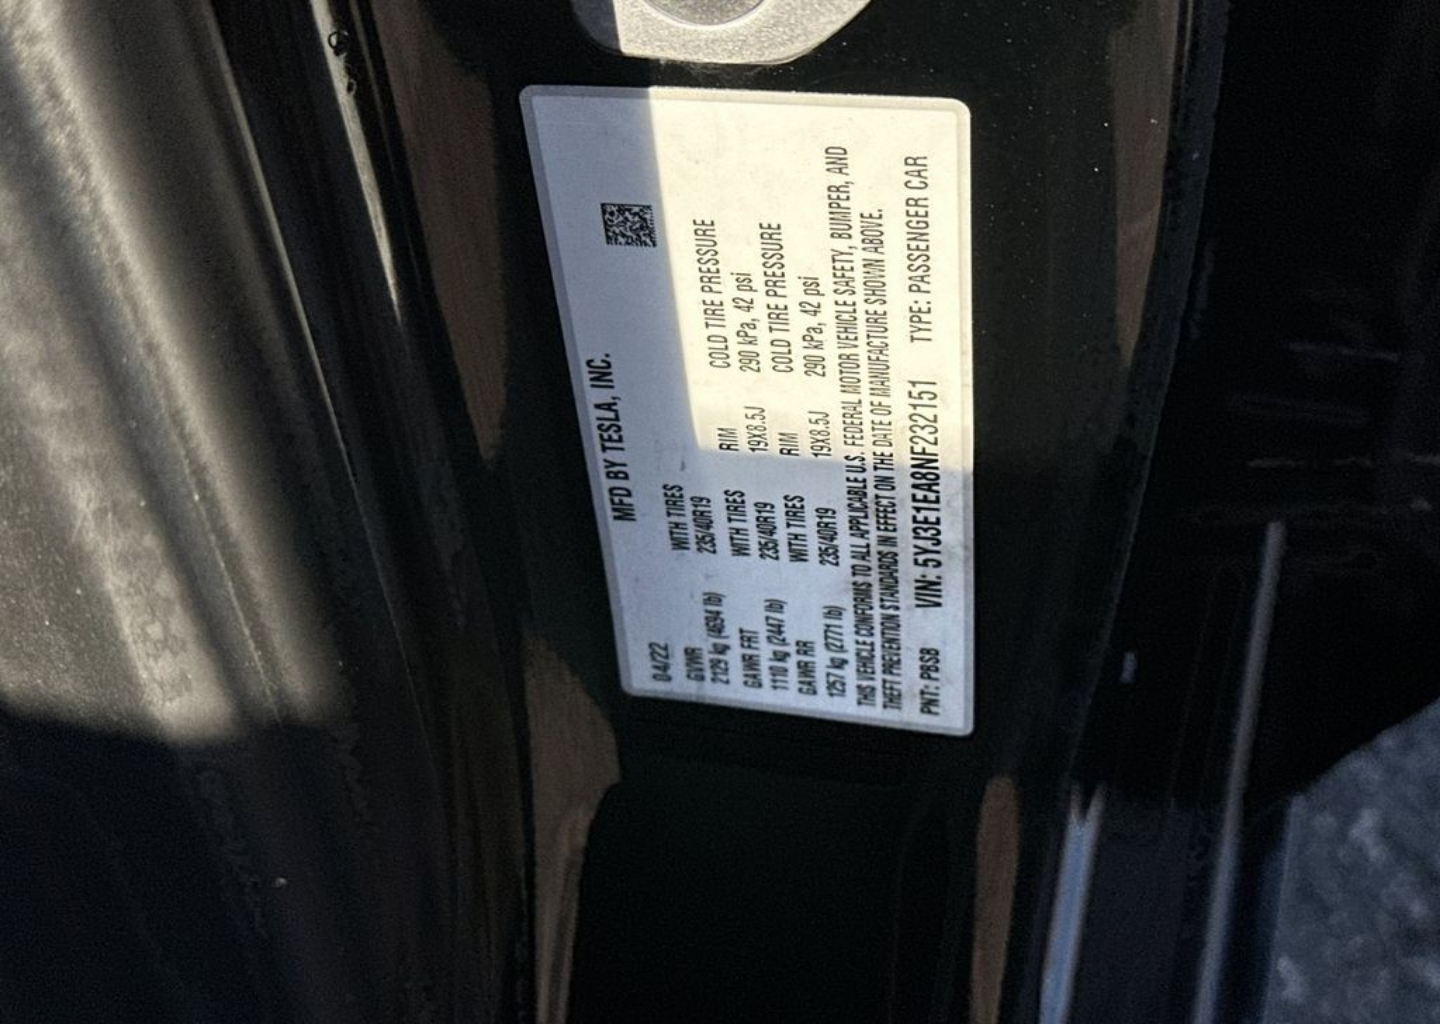 MFD BY TESLA, INC.
04/22
GVWR WITH TIRES RIM COLD TIRE PRESSURE
2129 kg (4694 lb) 235/40R19 19X8.5J 290 kPa, 42 psi
GAWR FRT WITH TIRES RIM COLD TIRE PRESSURE
1110 kg (2447 lb) 235/40R19 19X8.5J 290 kPa, 42 psi
GAWR RR WITH TIRES
1257 kg (2771 lb) 235/40R19
THIS VEHICLE CONFORMS TO ALL APPLICABLE U.S. FEDERAL MOTOR VEHICLE SAFETY, BUMPER, AND
THEFT PREVENTION STANDARDS IN EFFECT ON THE DATE OF MANUFACTURE SHOWN ABOVE.
PNT: PBSB VIN: 5YJ3E1EA8NF232151 TYPE: PASSENGER CAR